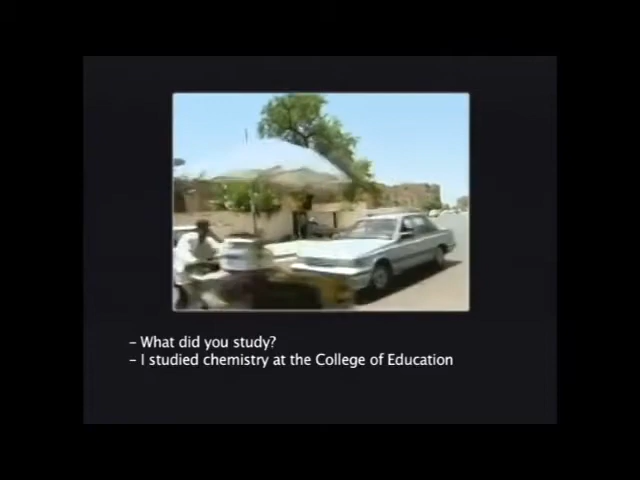 – What did you study?
– I studied chemistry at the College of Education